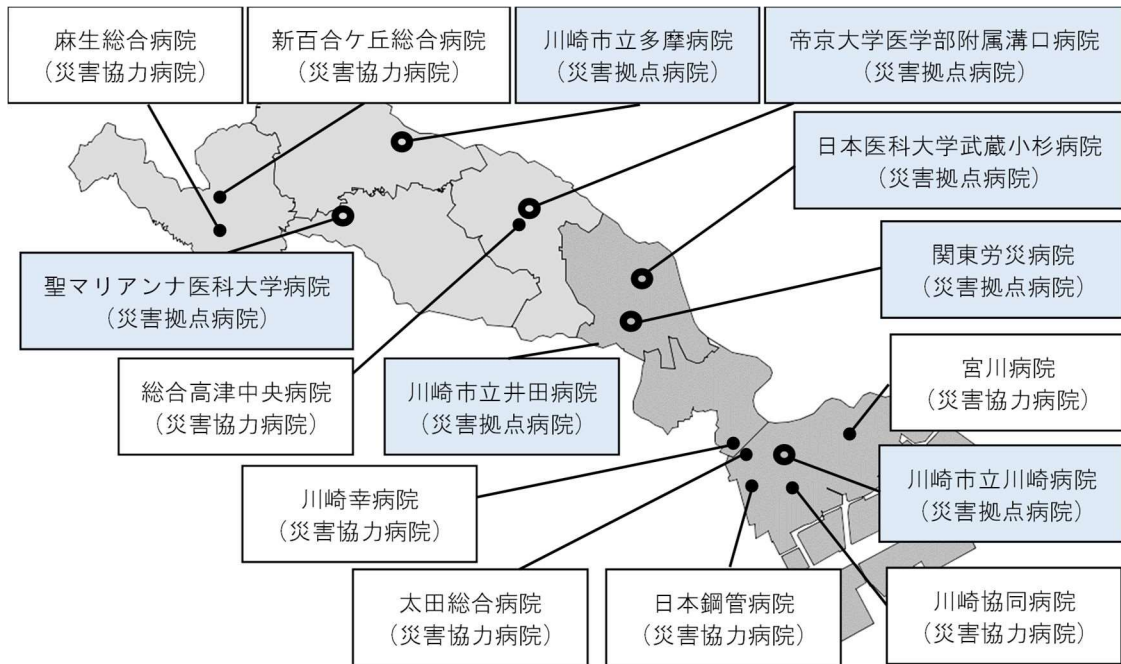 麻生総合病院
（災害協力病院）
新百合ケ丘総合病院
（災害協力病院）
川崎市立多摩病院
（災害拠点病院）
帝京大学医学部附属溝口病院
（災害拠点病院）
日本医科大学武蔵小杉病院
（災害拠点病院）
関東労災病院
（災害拠点病院）
聖マリアンナ医科大学病院
（災害拠点病院）
総合高津中央病院
（災害協力病院）
川崎市立井田病院
（災害拠点病院）
宮川病院
（災害協力病院）
川崎幸病院
（災害協力病院）
川崎市立川崎病院
（災害拠点病院）
太田総合病院
（災害協力病院）
日本鋼管病院
（災害協力病院）
川崎協同病院
（災害協力病院）